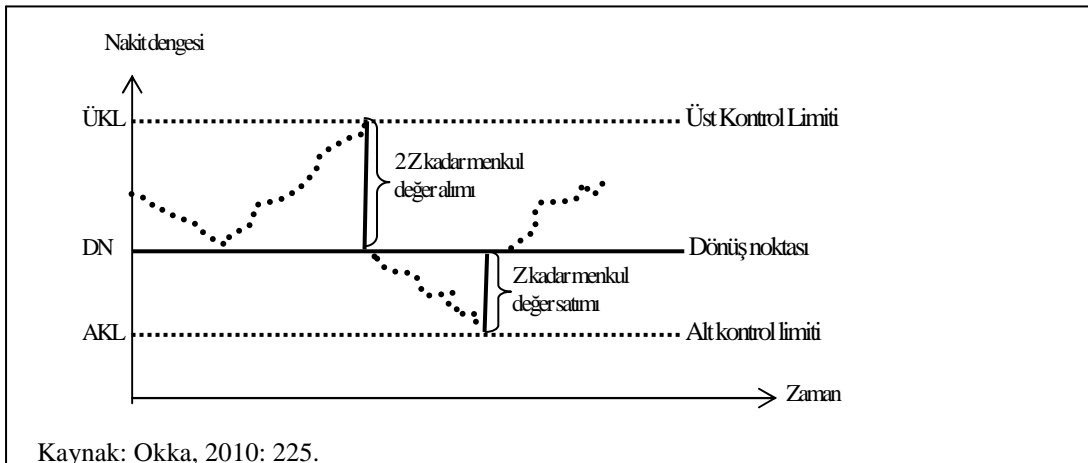 Nakit dengesi
ÜKL
Üst Kontrol Limiti
2 Z kadar menkul
değer alımı
DN
Dönüş noktası
Z kadar menkul
değer satımı
AKL
Alt kontrol limiti
Zaman
Kaynak: Okka, 2010: 225.